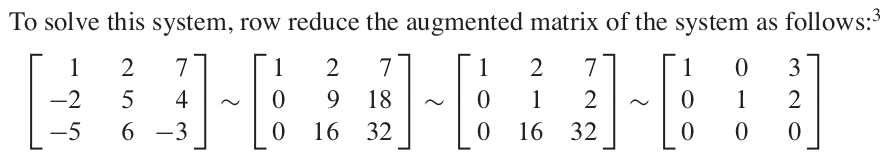 To solve this system, row reduce the augmented matrix of the system as follows:³
[1 2 7] ~ [1 2 7] ~ [1 2 7] ~ [1 0 3]
[−2 5 4] ~ [0 9 18] ~ [0 1 2] ~ [0 1 2]
[−5 6 −3] ~ [0 16 32] ~ [0 16 32] ~ [0 0 0]